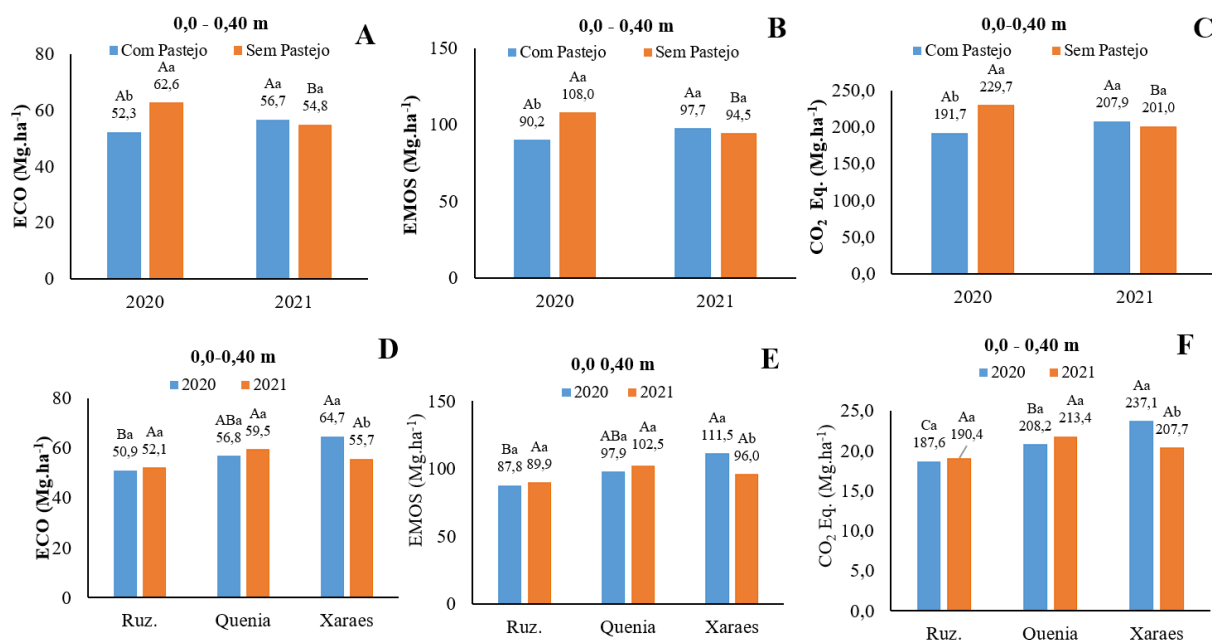 0,0 - 0,40 m
A
Com Pastejo Sem Pastejo
ECO (Mg.ha⁻¹)
80
60
40
20
0
Ab
52,3
Aa
62,6
Aa
56,7
Ba
54,8
2020
2021
0,0 - 0,40 m
B
Com Pastejo Sem Pastejo
EMOS (Mg.ha⁻¹)
150
100
50
0
Ab
90,2
Aa
108,0
Aa
97,7
Ba
94,5
2020
2021
0,0-0,40 m
C
Com Pastejo Sem Pastejo
CO₂ Eq. (Mg.ha⁻¹)
250,0
200,0
150,0
100,0
50,0
0,0
Ab
191,7
Aa
229,7
Aa
207,9
Ba
201,0
2020
2021
0,0-0,40 m
D
2020 2021
ECO (Mg.ha⁻¹)
80
60
40
20
0
Ba
50,9
Aa
52,1
ABa
56,8
Aa
59,5
Aa
64,7
Ab
55,7
Ruz.
Quenia
Xaraes
0,0 0,40 m
E
2020 2021
EMOS (Mg.ha⁻¹)
150
100
50
0
Ba
87,8
Aa
89,9
ABa
97,9
Aa
102,5
Aa
111,5
Ab
96,0
Ruz.
Quenia
Xaraes
0,0 - 0,40 m
F
2020 2021
CO₂ Eq. (Mg.ha⁻¹)
25,0
20,0
15,0
10,0
5,0
0,0
Ca
187,6
Aa
190,4
Ba
208,2
Aa
213,4
Aa
237,1
Ab
207,7
Ruz.
Quenia
Xaraes